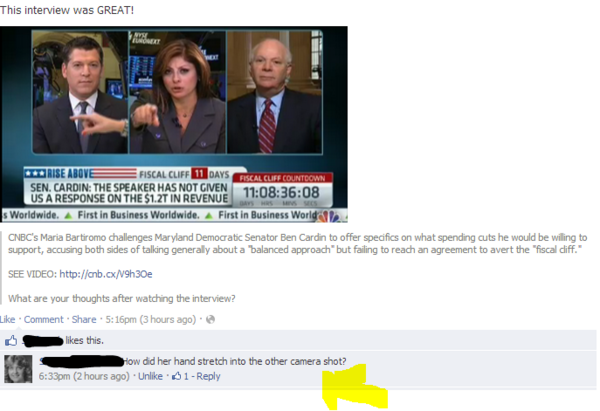 This interview was GREAT!
NYSE
EURONEXT
RISE ABOVE FISCAL CLIFF 11 DAYS FISCAL CLIFF COUNTDOWN
SEN. CARDIN: THE SPEAKER HAS NOT GIVEN
US A RESPONSE ON THE $1.2T IN REVENUE
11:08:36:08
DAYS HRS MINS SECS
s Worldwide. First in Business Worldwide. First in Business World
CNBC's Maria Bartiromo challenges Maryland Democratic Senator Ben Cardin to offer specifics on what spending cuts he would be willing to
support, accusing both sides of talking generally about a "balanced approach" but failing to reach an agreement to avert the "fiscal cliff."
SEE VIDEO: http://cnb.cx/V9h3Oe
What are your thoughts after watching the interview?
Like · Comment · Share · 5:16pm (3 hours ago) ·
likes this.
How did her hand stretch into the other camera shot?
6:33pm (2 hours ago) · Unlike · 1 - Reply